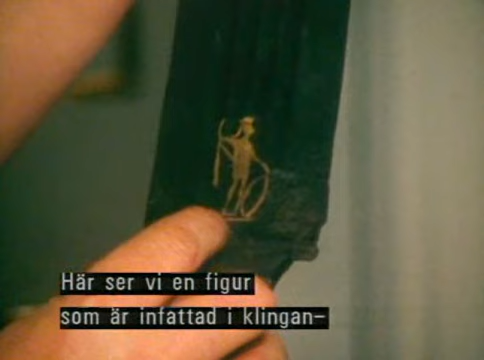 Här ser vi en figur
som är infattad i klingan–